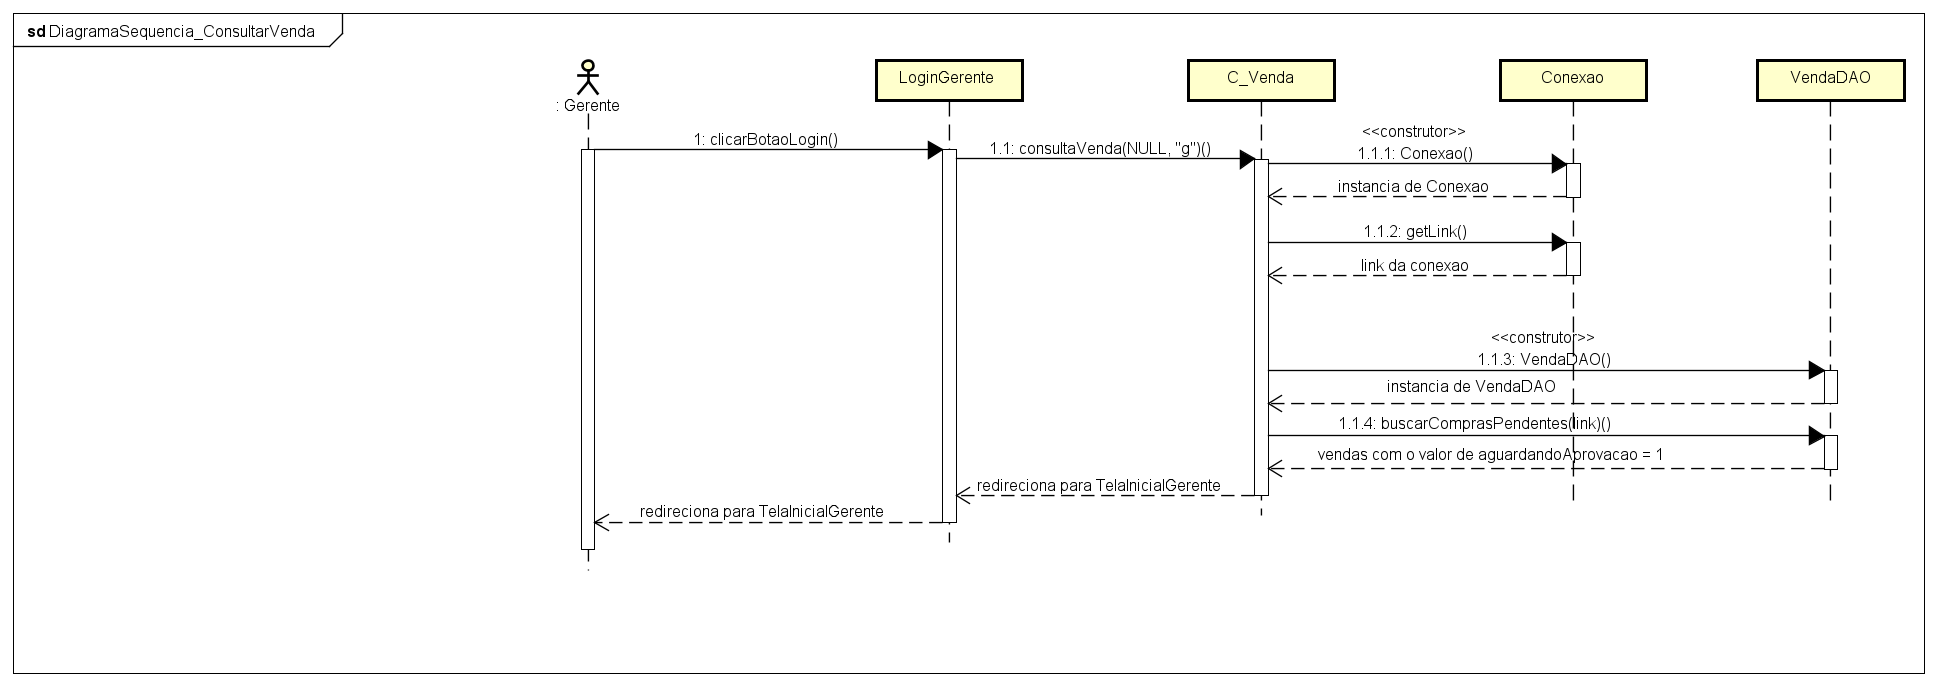 sd DiagramaSequencia_ConsultarVenda
: Gerente
LoginGerente
C_Venda
Conexao
VendaDAO
1: clicarBotaoLogin()
1.1: consultaVenda(NULL, "g")()
<<construtor>>
1.1.1: Conexao()
instancia de Conexao
1.1.2: getLink()
link da conexao
<<construtor>>
1.1.3: VendaDAO()
instancia de VendaDAO
1.1.4: buscarComprasPendentes(link)()
vendas com o valor de aguardandoAprovacao = 1
redireciona para TelaInicialGerente
redireciona para TelaInicialGerente